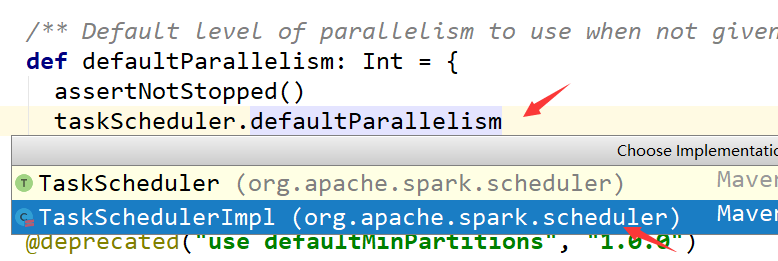 /** Default level of parallelism to use when not given
def defaultParallelism: Int = {
assertNotStopped()
taskScheduler.defaultParallelism
Choose Implementatio
T TaskScheduler (org.apache.spark.scheduler) Maven
C TaskSchedulerImpl (org.apache.spark.scheduler) Maven
@deprecated("use defaultMinPartitions", "1.0.0")